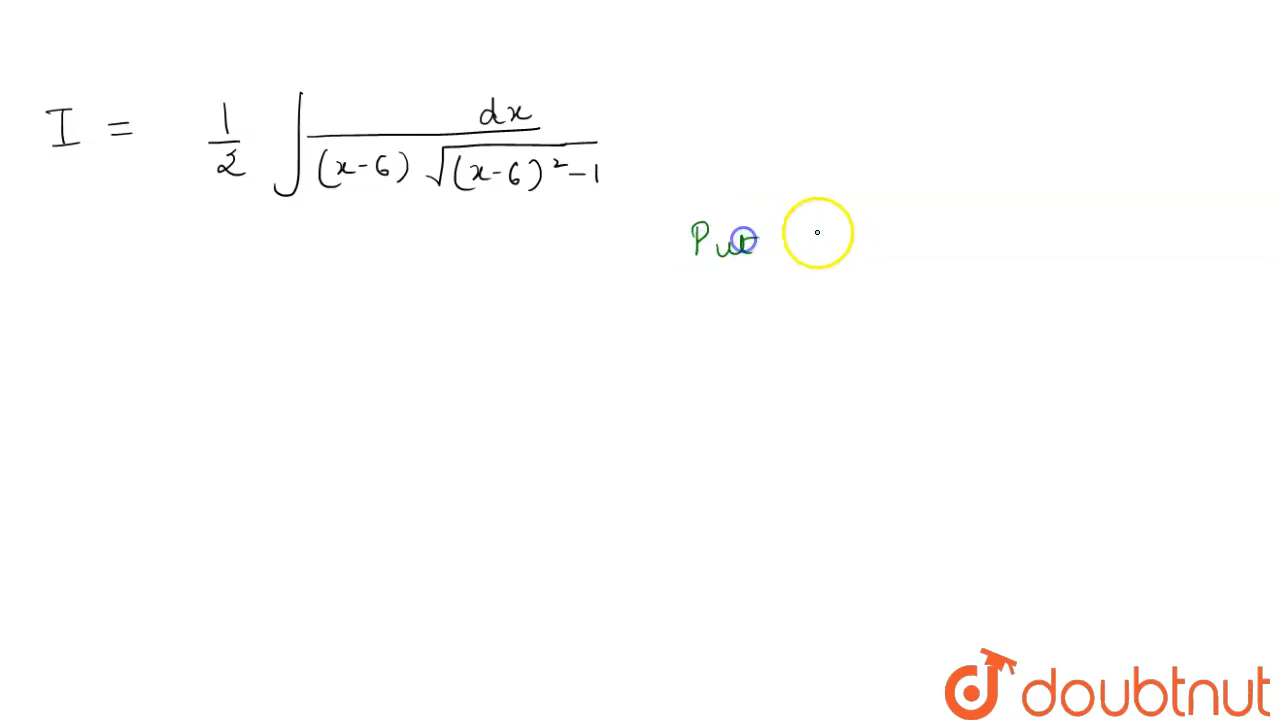 I = 1/2 ∫ dx / (x-6) √(x-6)²-1
Put
doubtnut